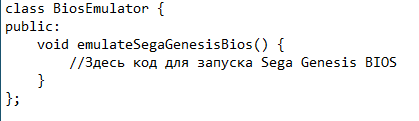 class BiosEmulator {
public:
    void emulateSegaGenesisBios() {
        //Здесь код для запуска Sega Genesis BIOS
    }
};